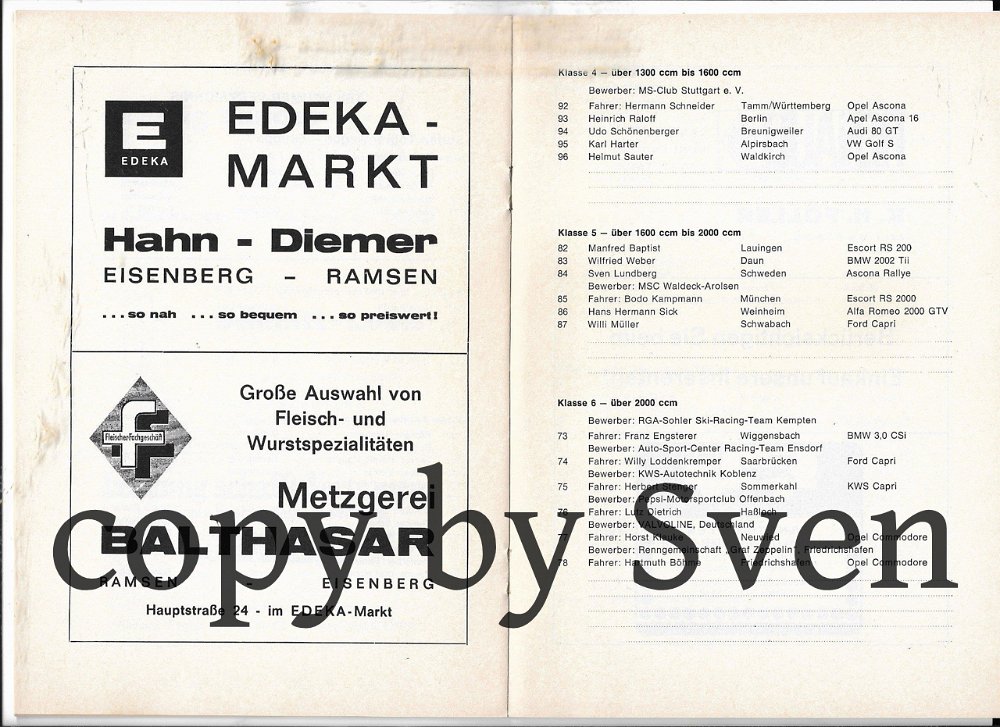 E
EDEKA
EDEKA -
MARKT
Hahn - Diemer
EISENBERG – RAMSEN
...so nah ...so bequem ...so preiswert!
Große Auswahl von
Fleisch- und
Wurstspezialitäten
Fleischer-Fachgeschäft
Metzgerei
BALTHASAR
RAMSEN - EISENBERG
Hauptstraße 24 - im EDEKA-Markt
Klasse 4 – über 1300 ccm bis 1600 ccm
Bewerber: MS-Club Stuttgart e. V.
92 Fahrer: Hermann Schneider Tamm/Württemberg Opel Ascona
93 Heinrich Raloff Berlin Apel Ascona 16
94 Udo Schönenberger Breunigweiler Audi 80 GT
95 Karl Harter Alpirsbach VW Golf S
96 Helmut Sauter Waldkirch Opel Ascona
Klasse 5 – über 1600 ccm bis 2000 ccm
82 Manfred Baptist Lauingen Escort RS 200
83 Wilfried Weber Daun BMW 2002 Tii
84 Sven Lundberg Schweden Ascona Rallye
Bewerber: MSC Waldeck-Arolsen
85 Fahrer: Bodo Kampmann München Escort RS 2000
86 Hans Hermann Sick Weinheim Alfa Romeo 2000 GTV
87 Willi Müller Schwabach Ford Capri
Klasse 6 – über 2000 ccm
Bewerber: RGA-Sohler Ski-Racing-Team Kempten
73 Fahrer: Franz Engsterer Wiggensbach BMW 3,0 CSi
Bewerber: Auto-Sport-Center Racing-Team Ensdorf
74 Fahrer: Willy Loddenkremper Saarbrücken Ford Capri
Bewerber: KWS-Autotechnik Koblenz
75 Fahrer: Herbert Stenger Sommerkahl KWS Capri
Bewerber: Pepsi-Motorsportclub Offenbach
76 Fahrer: Lutz Dietrich Haßloch
Bewerber: VALVOLINE, Deutschland
77 Fahrer: Horst Klauke Neuwied Opel Commodore
Bewerber: Renngemeinschaft „Graf Zeppelin", Friedrichshafen
78 Fahrer: Hartmuth Böhme Friedrichshafen Opel Commodore
copy by Sven